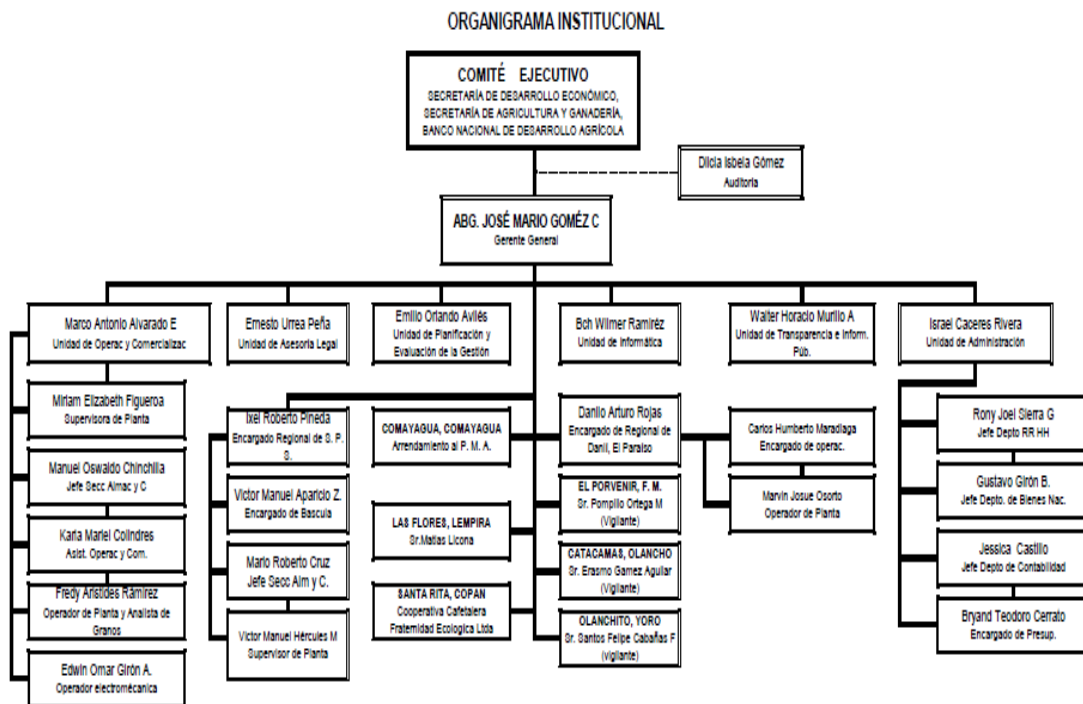 ORGANIGRAMA INSTITUCIONAL
COMITÉ EJECUTIVO
SECRETARÍA DE DESARROLLO ECONÓMICO,
SECRETARÍA DE AGRICULTURA Y GANADERÍA,
BANCO NACIONAL DE DESARROLLO AGRÍCOLA
Dilcia Isbela Gómez
Auditoria
ABG. JOSÉ MARIO GOMÉZ C
Gerente General
Marco Antonio Alvarado E
Unidad de Operac y Comercializac
Ernesto Urrea Peña
Unidad de Asesoría Legal
Emilio Orlando Avilés
Unidad de Planificación y
Evaluación de la Gestión
Bch Wilmer Ramiréz
Unidad de Informática
Walter Horacio Murillo A
Unidad de Transparencia e Inform.
Púb.
Israel Caceres Rivera
Unidad de Administración
Miriam Elizabeth Figueroa
Supervisora de Planta
Manuel Oswaldo Chinchilla
Jefe Secc Almac y C
Karla Mariel Colindres
Asist. Operac y Com.
Fredy Aristides Ramírez
Operador de Planta y Analista de
Granos
Edwin Omar Girón A.
Operador electromécanica
Ixel Roberto Pineda
Encargado Regional de S. P.
S.
Victor Manuel Aparicio Z.
Encargado de Bascula
Mario Roberto Cruz
Jefe Secc Alm y C.
Victor Manuel Hércules M
Supervisor de Planta
COMAYAGUA, COMAYAGUA
Arrendamiento al P. M. A.
LAS FLORES, LEMPIRA
Sr.Matias Licona
SANTA RITA, COPAN
Cooperativa Cafetalera
Fraternidad Ecologica Ltda
Danilo Arturo Rojas
Encargado de Regional de
Danlí, El Paraiso
EL PORVENIR, F. M.
Sr. Pompilio Ortega M
(Vigilante)
CATACAMAS, OLANCHO
Sr. Erasmo Gamez Aguilar
(Vigilante)
OLANCHITO, YORO
Sr. Santos Felipe Cabañas F
(vigilante)
Carlos Humberto Maradiaga
Encargado de operac.
Marvin Josue Osorto
Operador de Planta
Rony Joel Sierra G
Jefe Depto RR HH
Gustavo Girón B.
Jefe Depto. de Bienes Nac.
Jessica Castillo
Jefe Depto de Contabilidad
Bryand Teodoro Cerrato
Encargado de Presup.